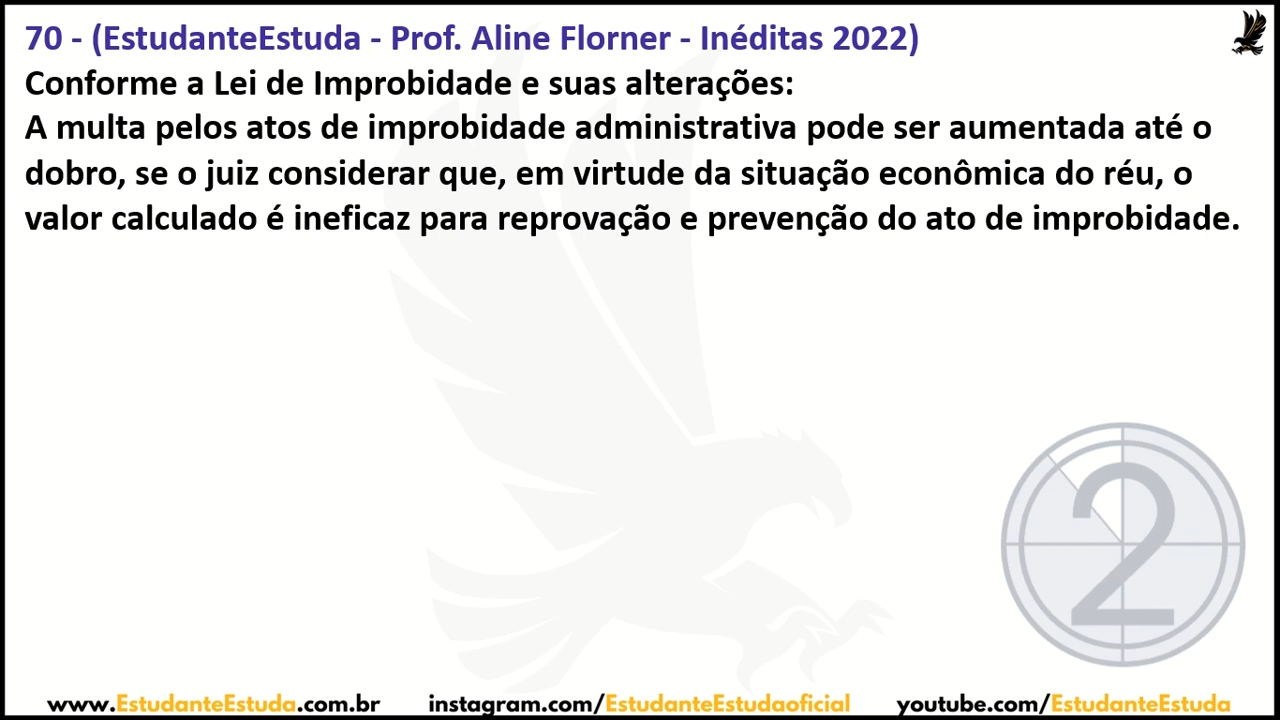 70 - (EstudanteEstuda - Prof. Aline Florner - Inéditas 2022)
Conforme a Lei de Improbidade e suas alterações:
A multa pelos atos de improbidade administrativa pode ser aumentada até o
dobro, se o juiz considerar que, em virtude da situação econômica do réu, o
valor calculado é ineficaz para reprovação e prevenção do ato de improbidade.
2
www.EstudanteEstuda.com.br instagram.com/EstudanteEstudaoficial youtube.com/EstudanteEstuda